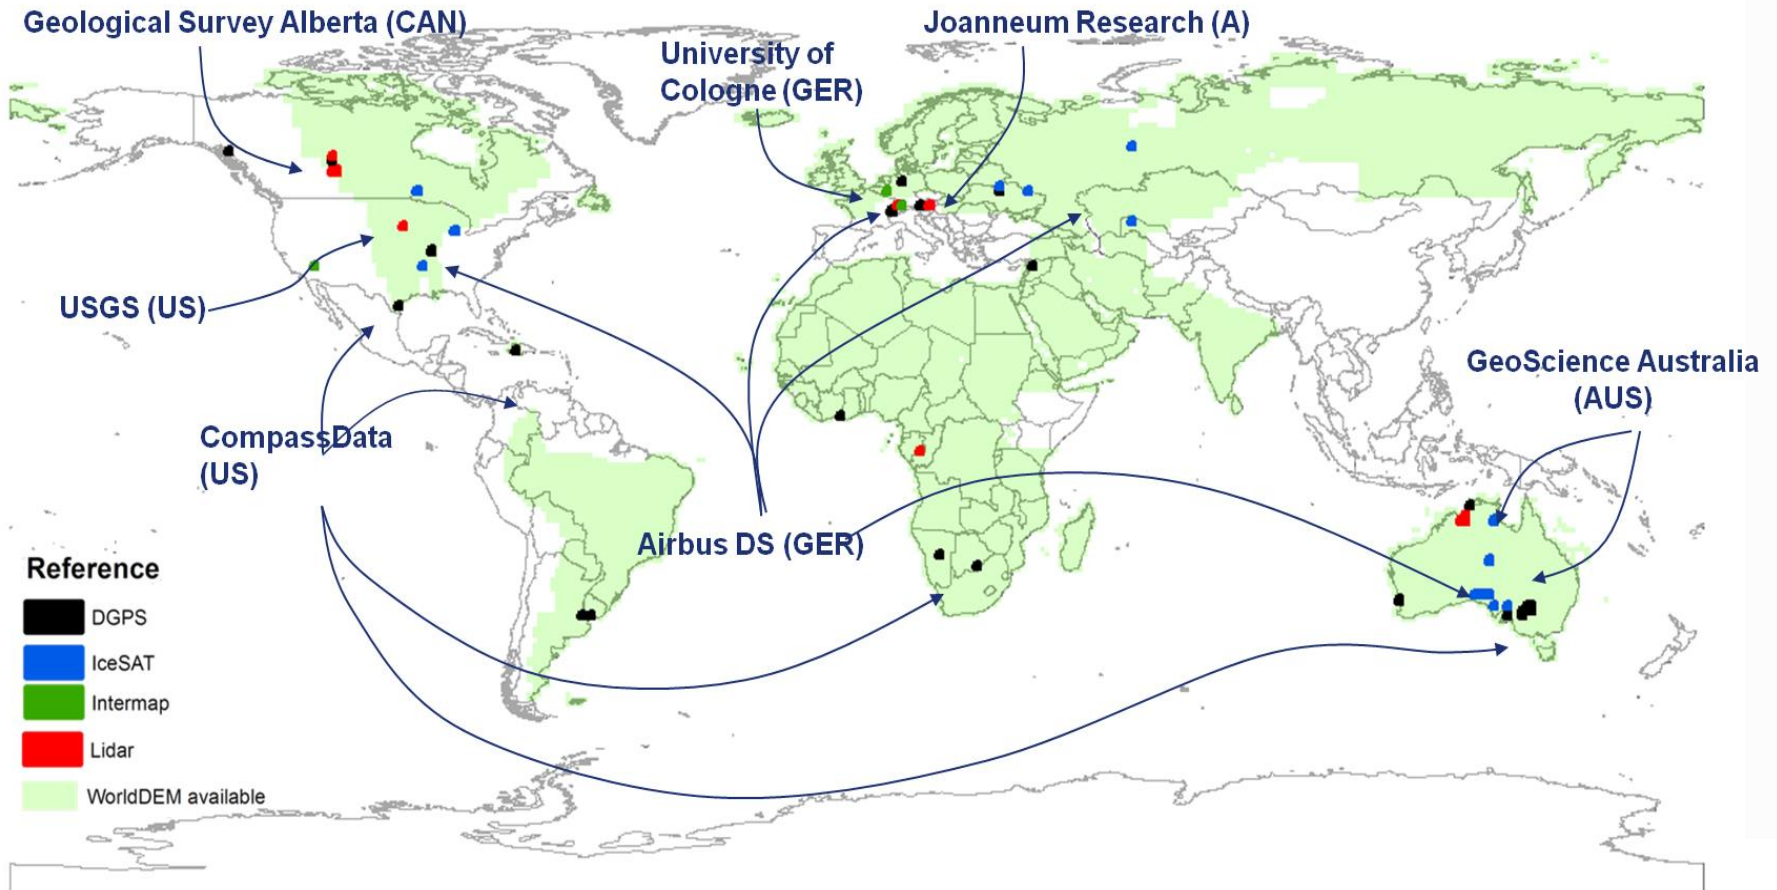 Geological Survey Alberta (CAN)
Joanneum Research (A)
University of
Cologne (GER)
USGS (US)
GeoScience Australia
(AUS)
CompassData
(US)
Airbus DS (GER)
Reference
DGPS
IceSAT
Intermap
Lidar
WorldDEM available